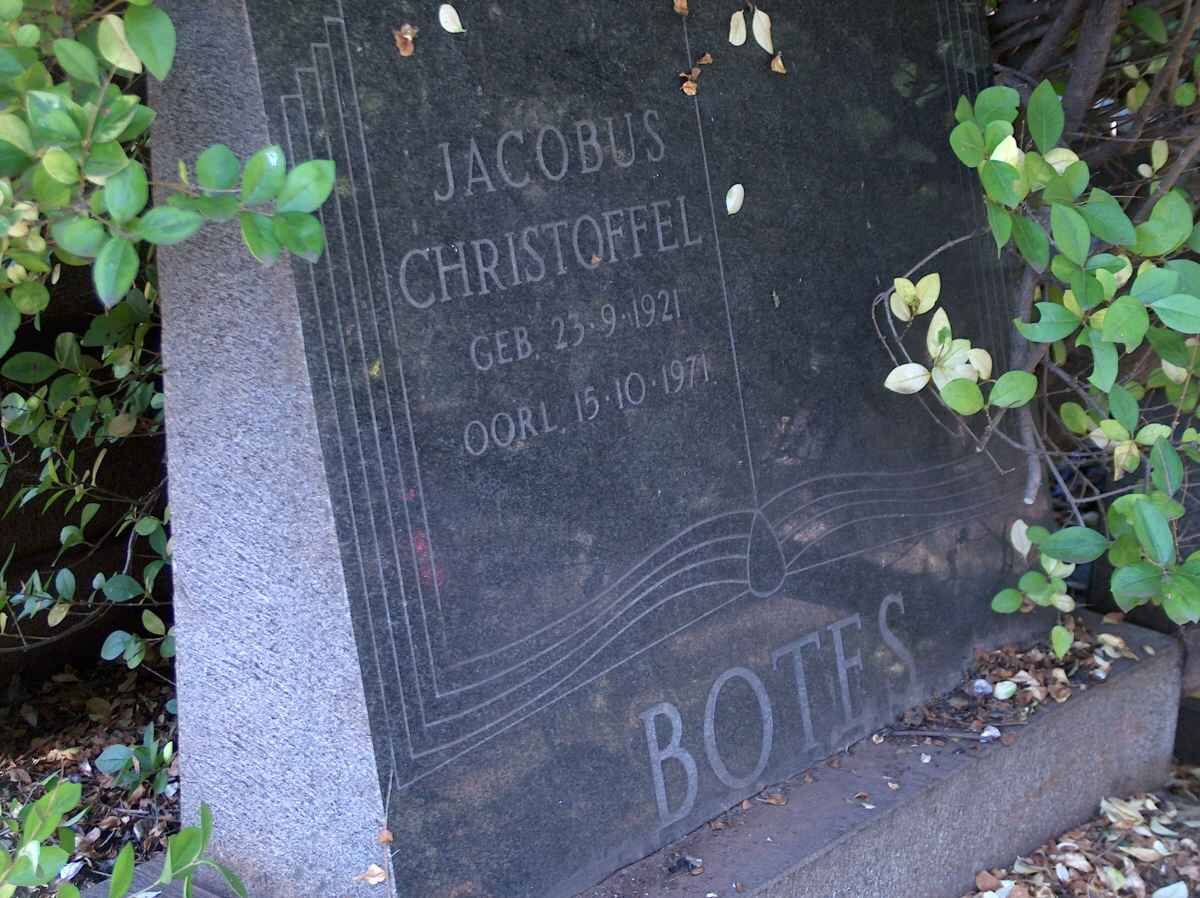 JACOBUS
CHRISTOFFEL
GEB. 23·9·1921
OORL. 15·10·1971.
BOTES